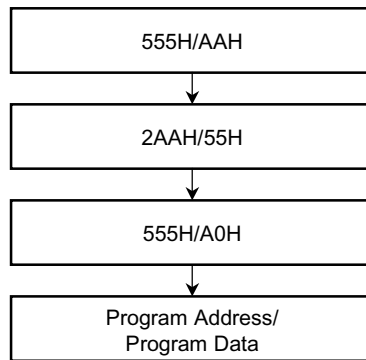 555H/AAH
2AAH/55H
555H/A0H
Program Address/
Program Data